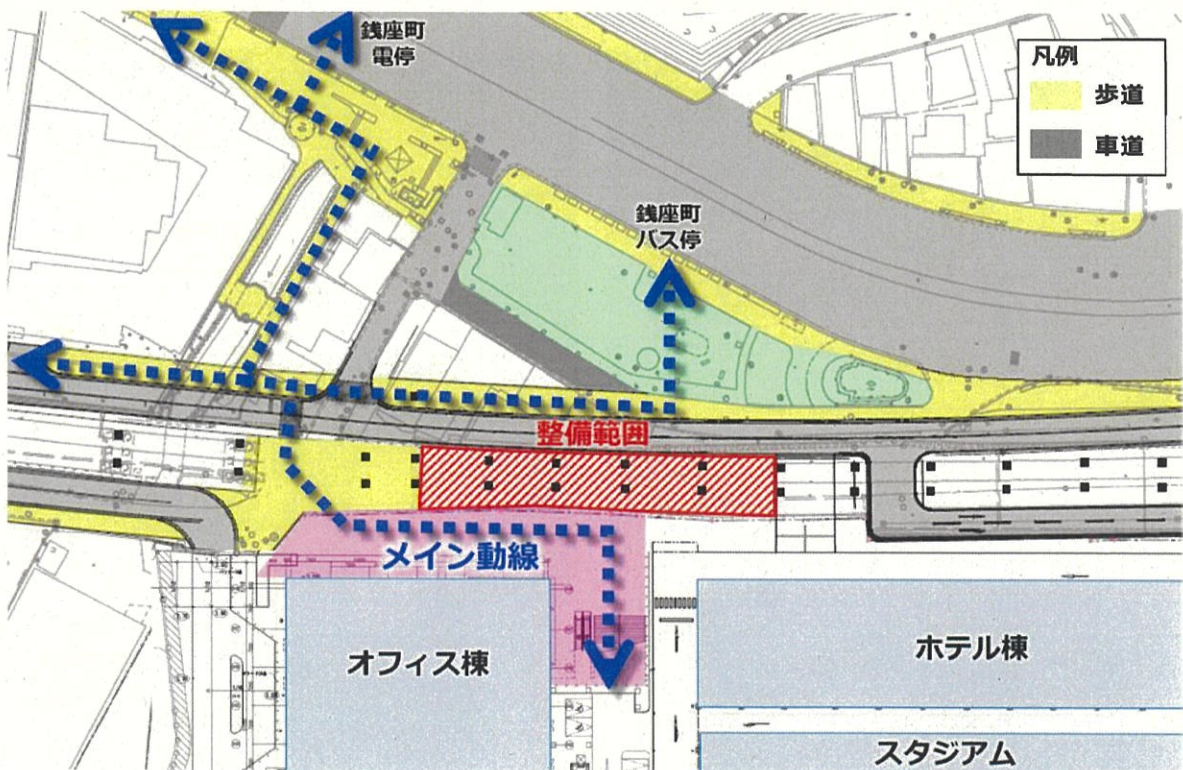 銭座町
電停
凡例
歩道
車道
銭座町
バス停
整備範囲
メイン動線
オフィス棟
ホテル棟
スタジアム